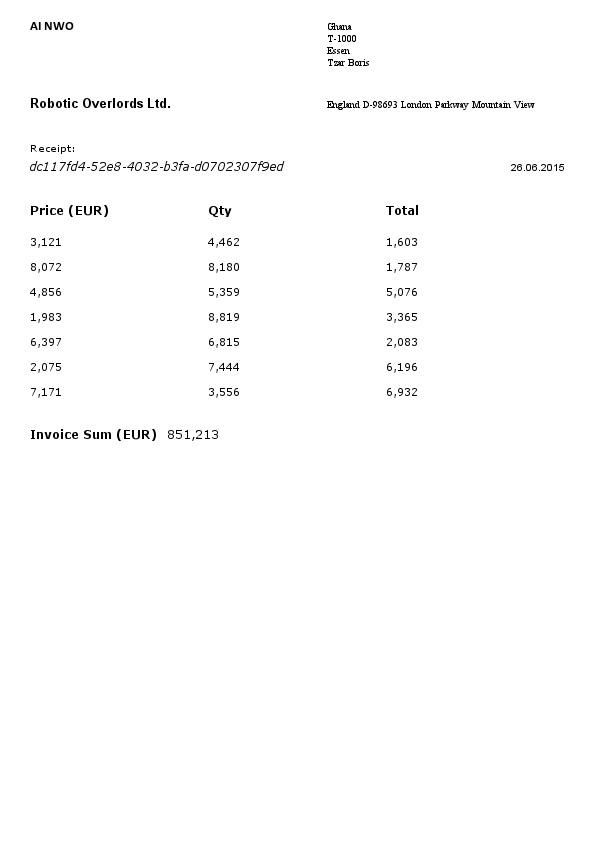 AI NWO
Ghana
T-1000
Essen
Tzar Boris
Robotic Overlords Ltd.
England D-98693 London Parkway Mountain View
Receipt:
dc117fd4-52e8-4032-b3fa-d0702307f9ed
26.06.2015
Price (EUR) Qty Total
3,121 4,462 1,603
8,072 8,180 1,787
4,856 5,359 5,076
1,983 8,819 3,365
6,397 6,815 2,083
2,075 7,444 6,196
7,171 3,556 6,932
Invoice Sum (EUR) 851,213